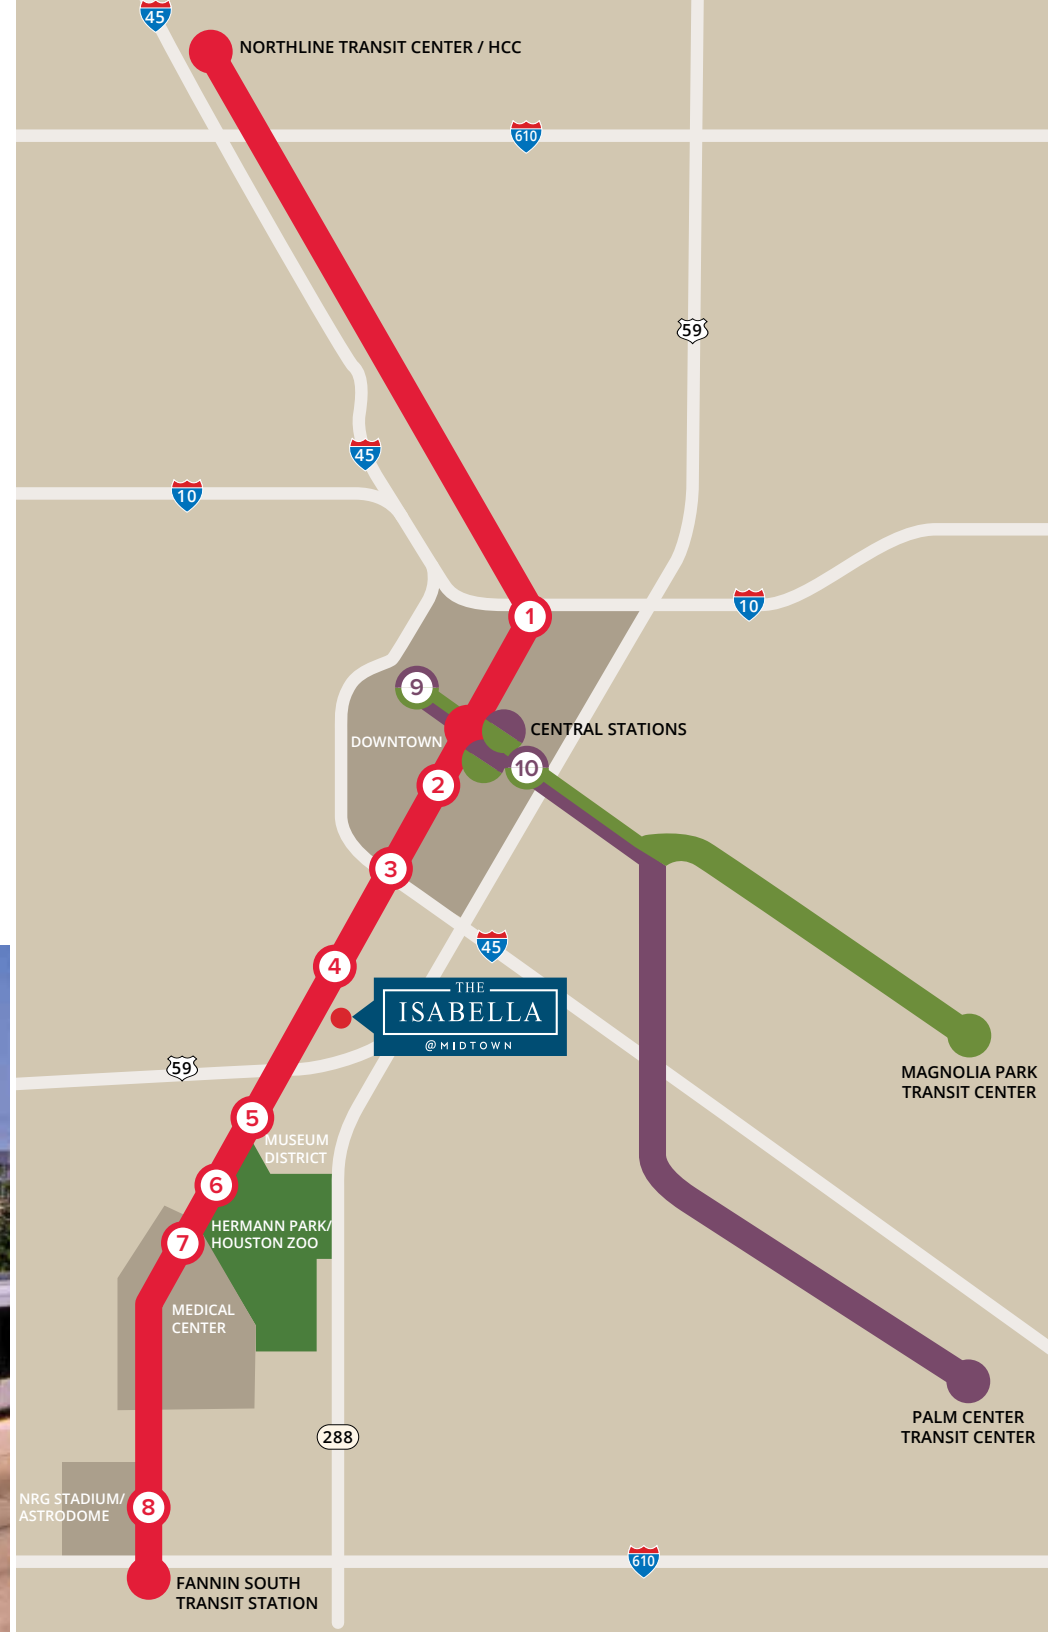 45
NORTHLINE TRANSIT CENTER / HCC
610
59
45
10
10
1
9
CENTRAL STATIONS
DOWNTOWN
10
2
3
45
4
THE
ISABELLA
@MIDTOWN
59
MAGNOLIA PARK
TRANSIT CENTER
5
MUSEUM
DISTRICT
6
HERMANN PARK/
HOUSTON ZOO
7
MEDICAL
CENTER
PALM CENTER
TRANSIT CENTER
288
NRG STADIUM/
ASTRODOME
8
610
FANNIN SOUTH
TRANSIT STATION